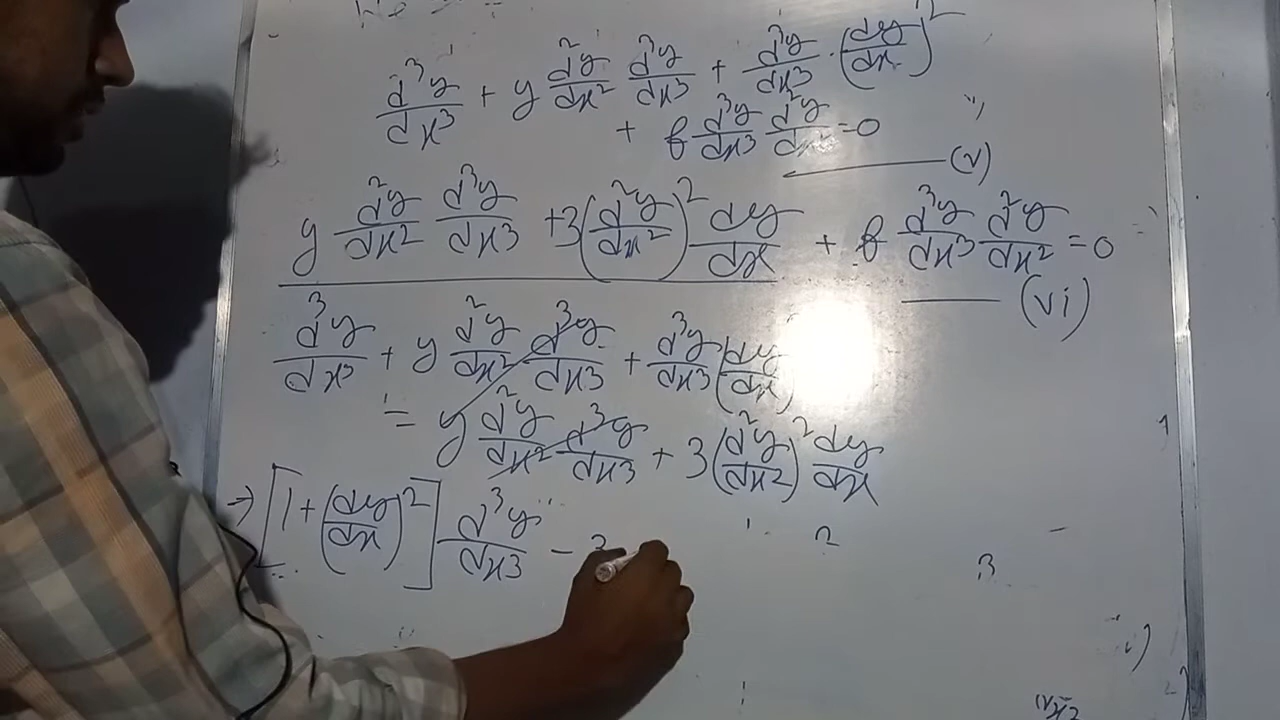 d³y/dx³ + y d²y/dx² d³y/dx³ + d³y/dx³ · (dy/dx)²
+ f d³y/dx³ d²y/dx² = 0
(v)
y d²y/dx² d³y/dx³ + 3(d²y/dx²)² dy/dx + f d³y/dx³ d²y/dx² = 0
(vi)
d³y/dx³ + y d²y/dx² d³y/dx³ + d³y/dx³ (dy/dx)
= y d²y/dx² d³y/dx³ + 3(d²y/dx²)² dy/dx
→ [1 + (dy/dx)²] d³y/dx³ - 3